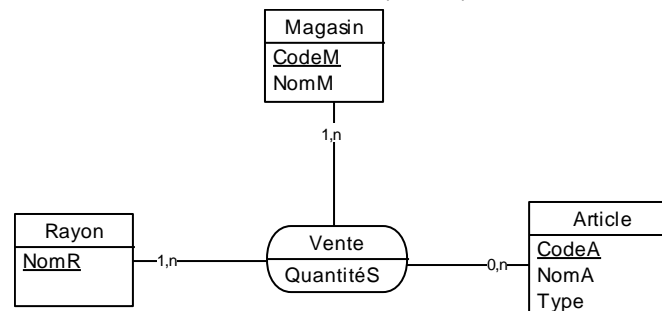 Magasin
CodeM
NomM
1,n
Rayon
NomR
1,n
Vente
QuantitéS
0,n
Article
CodeA
NomA
Type